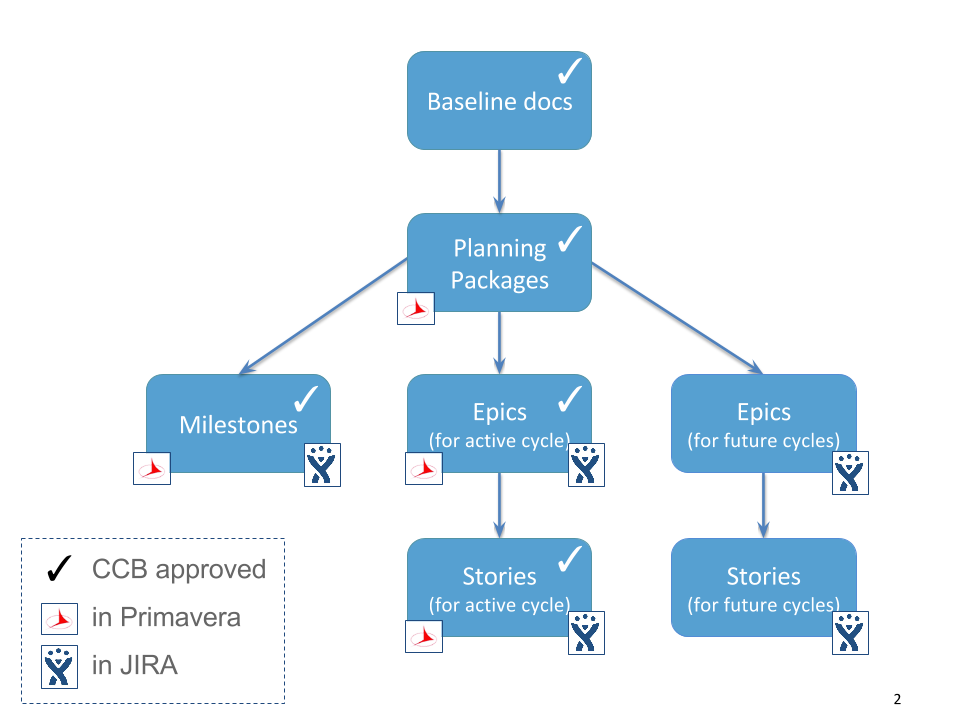 Baseline docs
Planning
Packages
Milestones
Epics
(for active cycle)
Epics
(for future cycles)
Stories
(for active cycle)
Stories
(for future cycles)
CCB approved
in Primavera
in JIRA
2